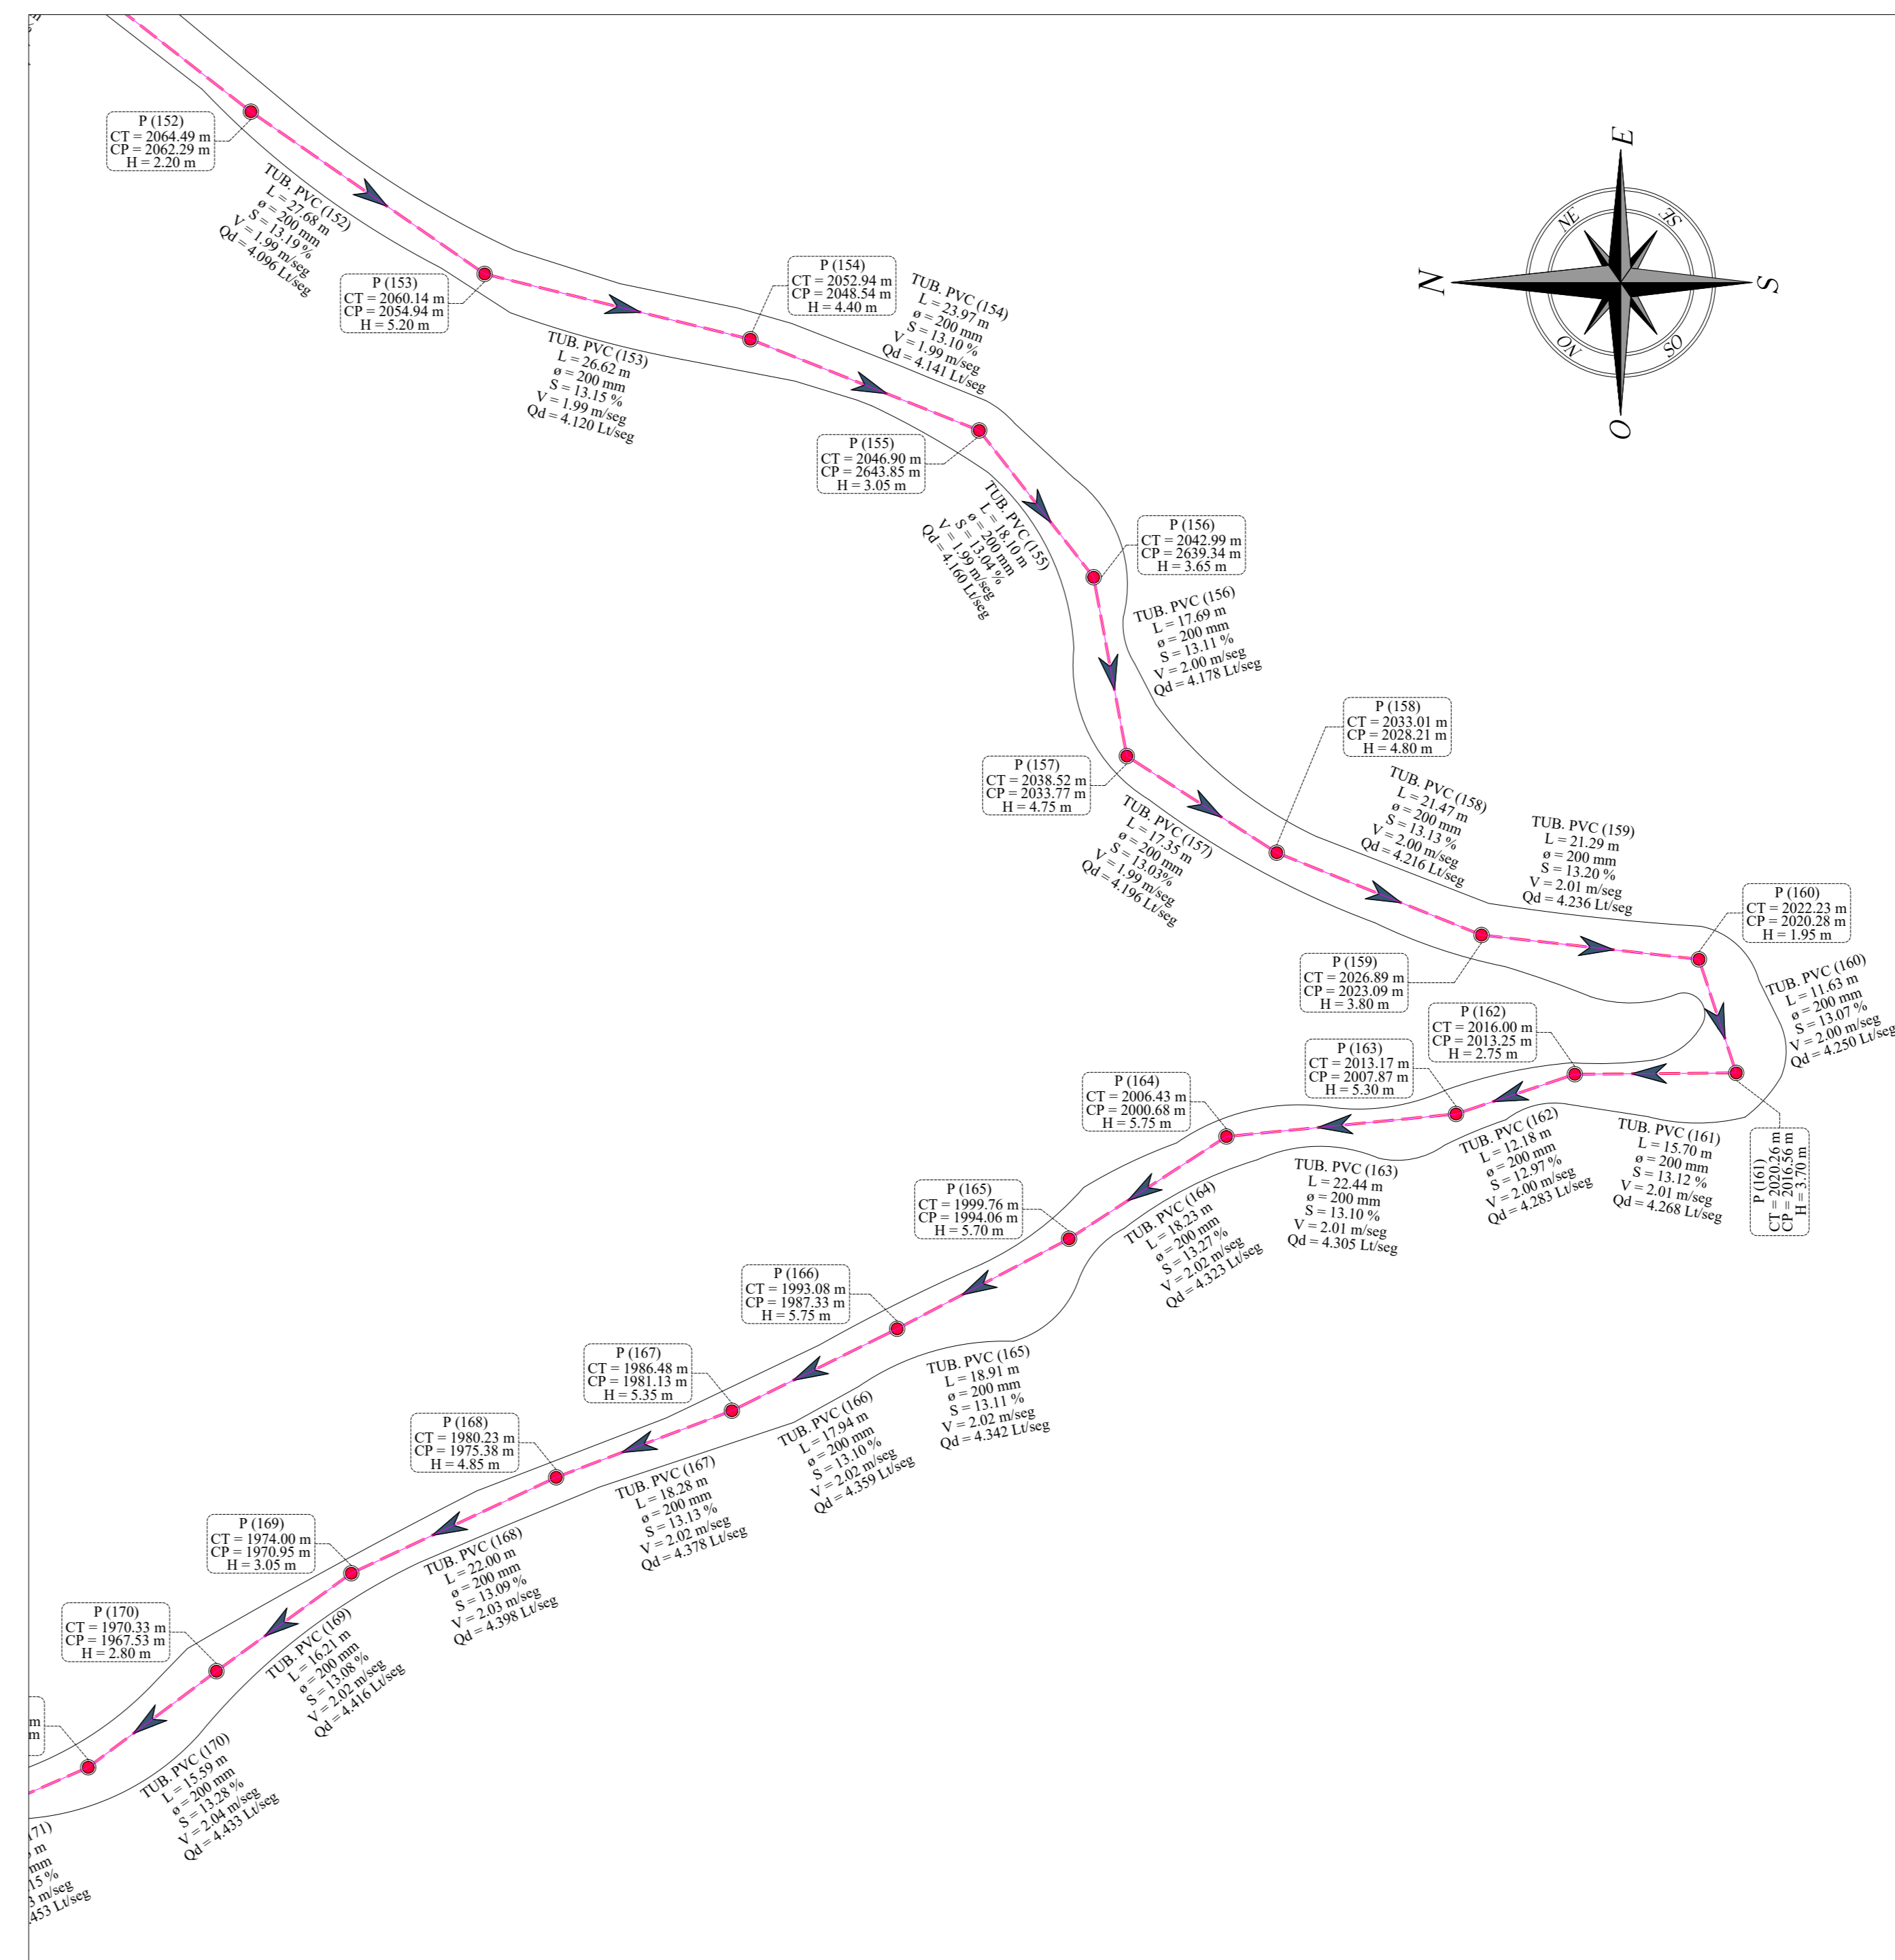 P (152)
CT = 2064.49 m
CP = 2062.29 m
H = 2.20 m
TUB. PVC (152)
L = 27.68 m
ø = 200 mm
S = 13.19 %
V = 1.99 m/seg
Qd = 4.096 Lt/seg
P (153)
CT = 2060.14 m
CP = 2054.94 m
H = 5.20 m
TUB. PVC (153)
L = 26.62 m
ø = 200 mm
S = 13.15 %
V = 1.99 m/seg
Qd = 4.120 Lt/seg
P (154)
CT = 2052.94 m
CP = 2048.54 m
H = 4.40 m
TUB. PVC (154)
L = 23.97 m
ø = 200 mm
S = 13.10 %
V = 1.99 m/seg
Qd = 4.141 Lt/seg
E
NE
SE
N
S
NO
SO
O
P (155)
CT = 2046.90 m
CP = 2643.85 m
H = 3.05 m
TUB. PVC (155)
L = 18.10 m
ø = 200 mm
S = 13.04 %
V = 1.99 m/seg
Qd = 4.160 Lt/seg
P (156)
CT = 2042.99 m
CP = 2639.34 m
H = 3.65 m
TUB. PVC (156)
L = 17.69 m
ø = 200 mm
S = 13.11 %
V = 2.00 m/seg
Qd = 4.178 Lt/seg
P (157)
CT = 2038.52 m
CP = 2033.77 m
H = 4.75 m
TUB. PVC (157)
L = 17.35 m
ø = 200 mm
S = 13.03%
V = 1.99 m/seg
Qd = 4.196 Lt/seg
P (158)
CT = 2033.01 m
CP = 2028.21 m
H = 4.80 m
TUB. PVC (158)
L = 21.47 m
ø = 200 mm
S = 13.13 %
V = 2.00 m/seg
Qd = 4.216 Lt/seg
P (159)
CT = 2026.89 m
CP = 2023.09 m
H = 3.80 m
TUB. PVC (159)
L = 21.29 m
ø = 200 mm
S = 13.20 %
V = 2.01 m/seg
Qd = 4.236 Lt/seg
P (160)
CT = 2022.23 m
CP = 2020.28 m
H = 1.95 m
TUB. PVC (160)
L = 11.63 m
ø = 200 mm
S = 13.07 %
V = 2.00 m/seg
Qd = 4.250 Lt/seg
P (161)
CT = 2020.26 m
CP = 2016.56 m
H = 3.70 m
TUB. PVC (161)
L = 15.70 m
ø = 200 mm
S = 13.12 %
V = 2.01 m/seg
Qd = 4.268 Lt/seg
P (162)
CT = 2016.00 m
CP = 2013.25 m
H = 2.75 m
TUB. PVC (162)
L = 12.18 m
ø = 200 mm
S = 12.97 %
V = 2.00 m/seg
Qd = 4.283 Lt/seg
P (163)
CT = 2013.17 m
CP = 2007.87 m
H = 5.30 m
TUB. PVC (163)
L = 22.44 m
ø = 200 mm
S = 13.10 %
V = 2.01 m/seg
Qd = 4.305 Lt/seg
P (164)
CT = 2006.43 m
CP = 2000.68 m
H = 5.75 m
TUB. PVC (164)
L = 18.23 m
ø = 200 mm
S = 13.27 %
V = 2.02 m/seg
Qd = 4.323 Lt/seg
P (165)
CT = 1999.76 m
CP = 1994.06 m
H = 5.70 m
TUB. PVC (165)
L = 18.91 m
ø = 200 mm
S = 13.11 %
V = 2.02 m/seg
Qd = 4.342 Lt/seg
P (166)
CT = 1993.08 m
CP = 1987.33 m
H = 5.75 m
TUB. PVC (166)
L = 17.94 m
ø = 200 mm
S = 13.10 %
V = 2.02 m/seg
Qd = 4.359 Lt/seg
P (167)
CT = 1986.48 m
CP = 1981.13 m
H = 5.35 m
TUB. PVC (167)
L = 18.28 m
ø = 200 mm
S = 13.13 %
V = 2.02 m/seg
Qd = 4.378 Lt/seg
P (168)
CT = 1980.23 m
CP = 1975.38 m
H = 4.85 m
TUB. PVC (168)
L = 22.00 m
ø = 200 mm
S = 13.09 %
V = 2.03 m/seg
Qd = 4.398 Lt/seg
P (169)
CT = 1974.00 m
CP = 1970.95 m
H = 3.05 m
TUB. PVC (169)
L = 16.21 m
ø = 200 mm
S = 13.08 %
V = 2.02 m/seg
Qd = 4.416 Lt/seg
P (170)
CT = 1970.33 m
CP = 1967.53 m
H = 2.80 m
TUB. PVC (170)
L = 15.59 m
ø = 200 mm
S = 13.28 %
V = 2.04 m/seg
Qd = 4.433 Lt/seg
m
m
171)
m
mm
15 %
3 m/seg
.453 Lt/seg